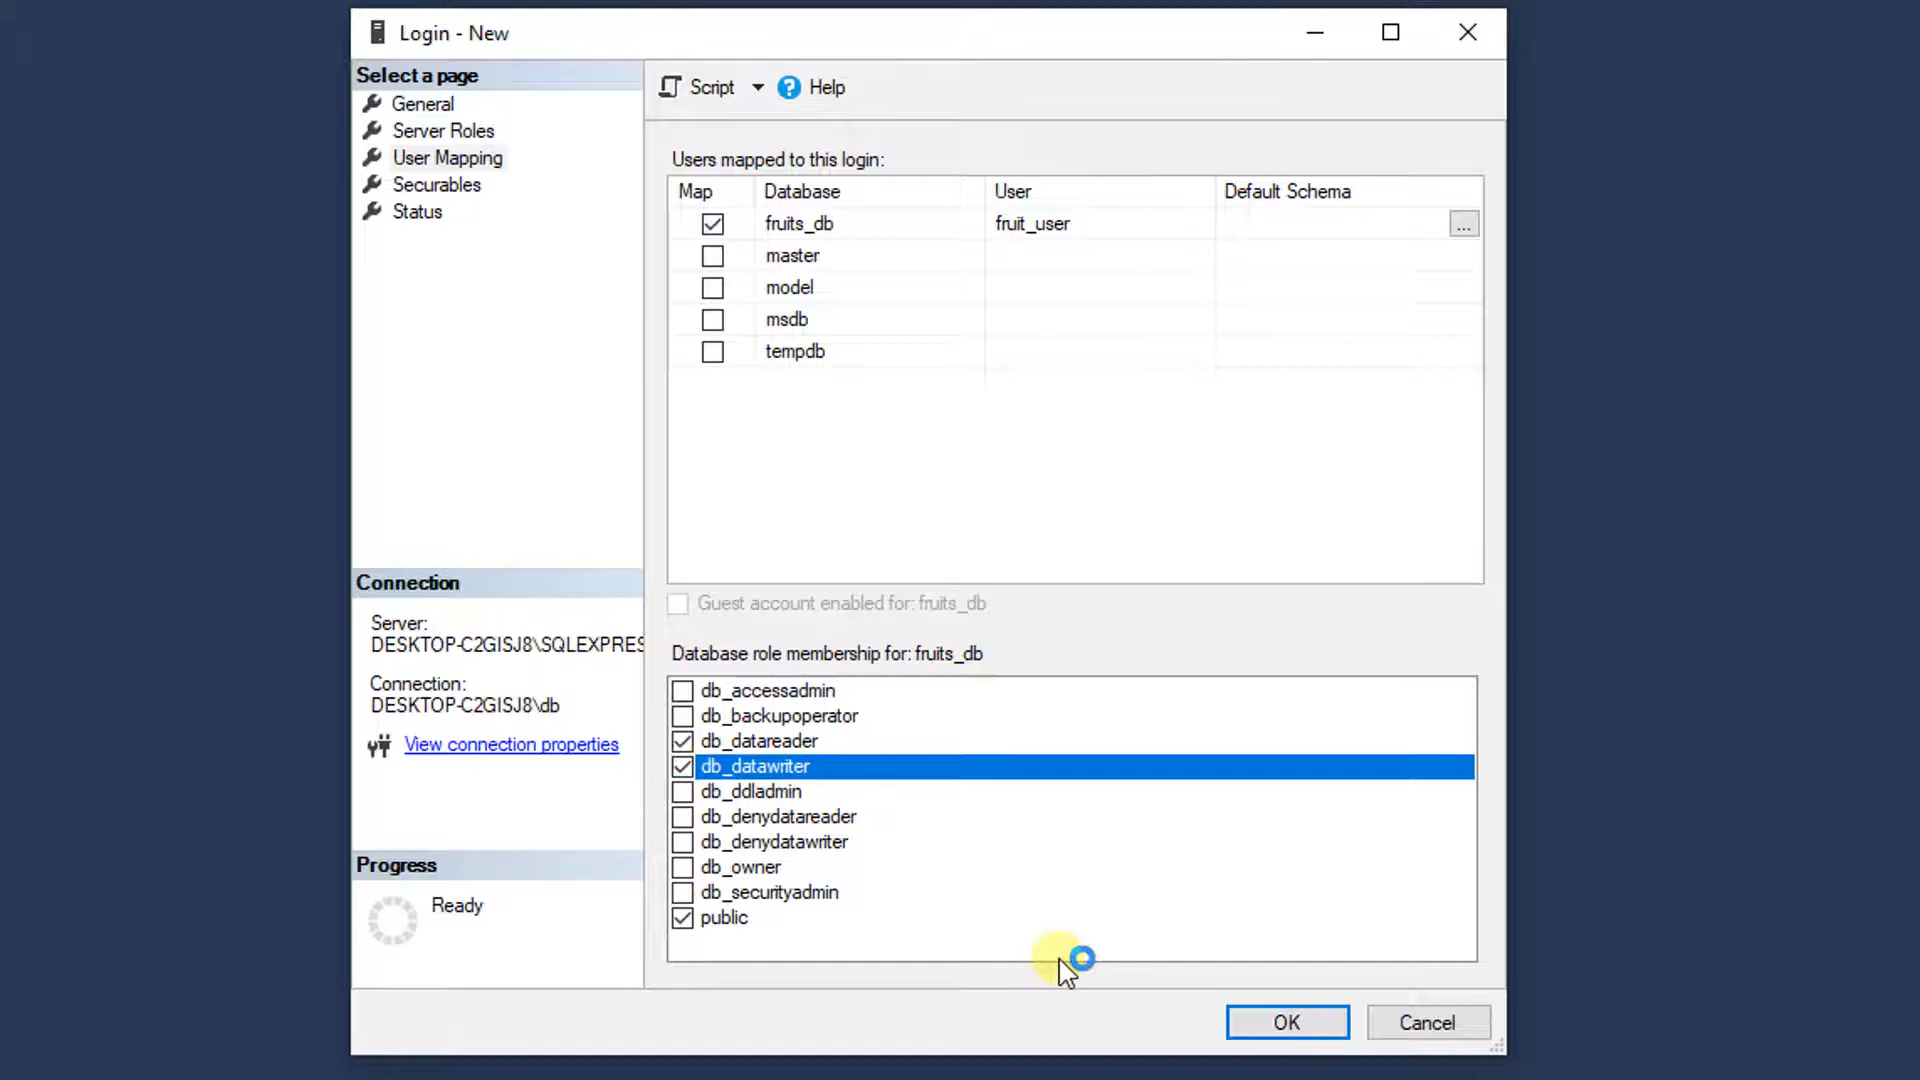 Login - New
Select a page
General
Server Roles
User Mapping
Securables
Status
Script
Help
Users mapped to this login:
Map Database User Default Schema
fruits_db fruit_user ...
master
model
msdb
tempdb
Guest account enabled for: fruits_db
Database role membership for: fruits_db
db_accessadmin
db_backupoperator
db_datareader
db_datawriter
db_ddladmin
db_denydatareader
db_denydatawriter
db_owner
db_securityadmin
public
Connection
Server:
DESKTOP-C2GISJ8\SQLEXPRES
Connection:
DESKTOP-C2GISJ8\db
View connection properties
Progress
Ready
OK Cancel